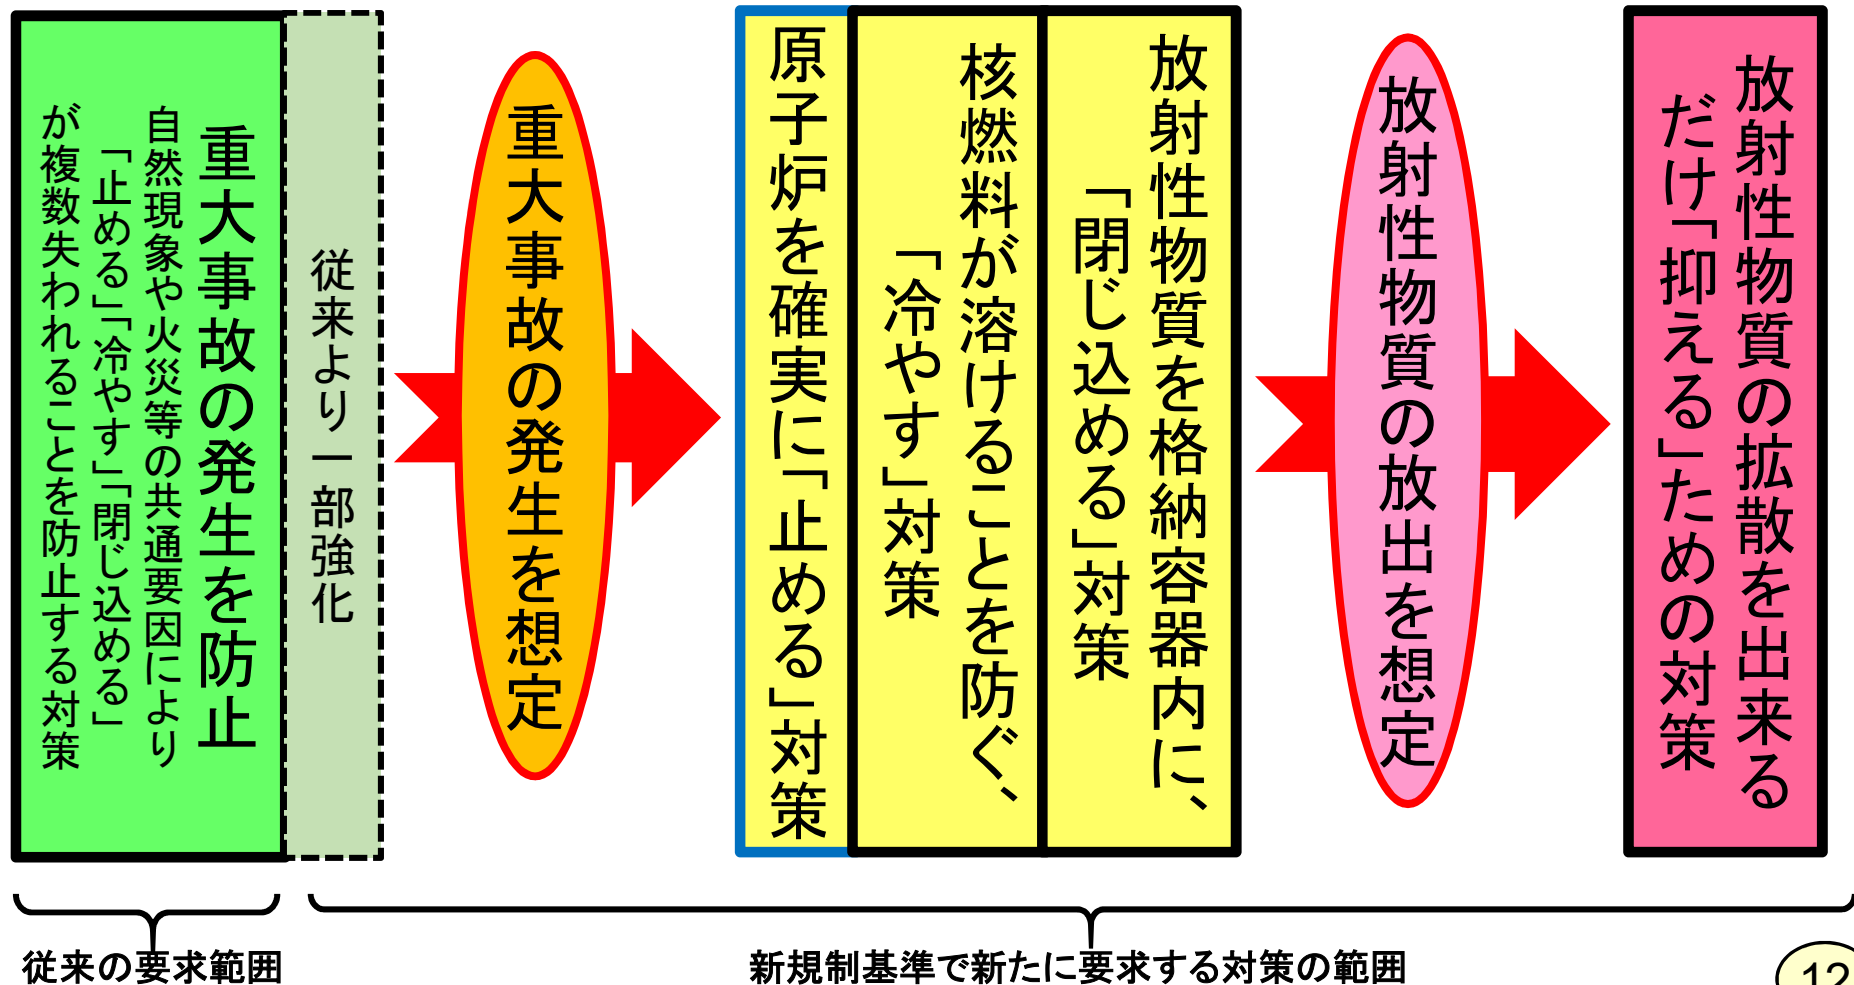 重大事故の発生を防止
自然現象や火災等の共通要因により
「止める」「冷やす」「閉じ込める」
が複数失われることを防止する対策
従来より一部強化
重大事故の発生を想定
原子炉を確実に「止める」対策
核燃料が溶けることを防ぐ、
「冷やす」対策
放射性物質を格納容器内に、
「閉じ込める」対策
放射性物質の放出を想定
放射性物質の拡散を出来る
だけ「抑える」ための対策
従来の要求範囲
新規制基準で新たに要求する対策の範囲
12